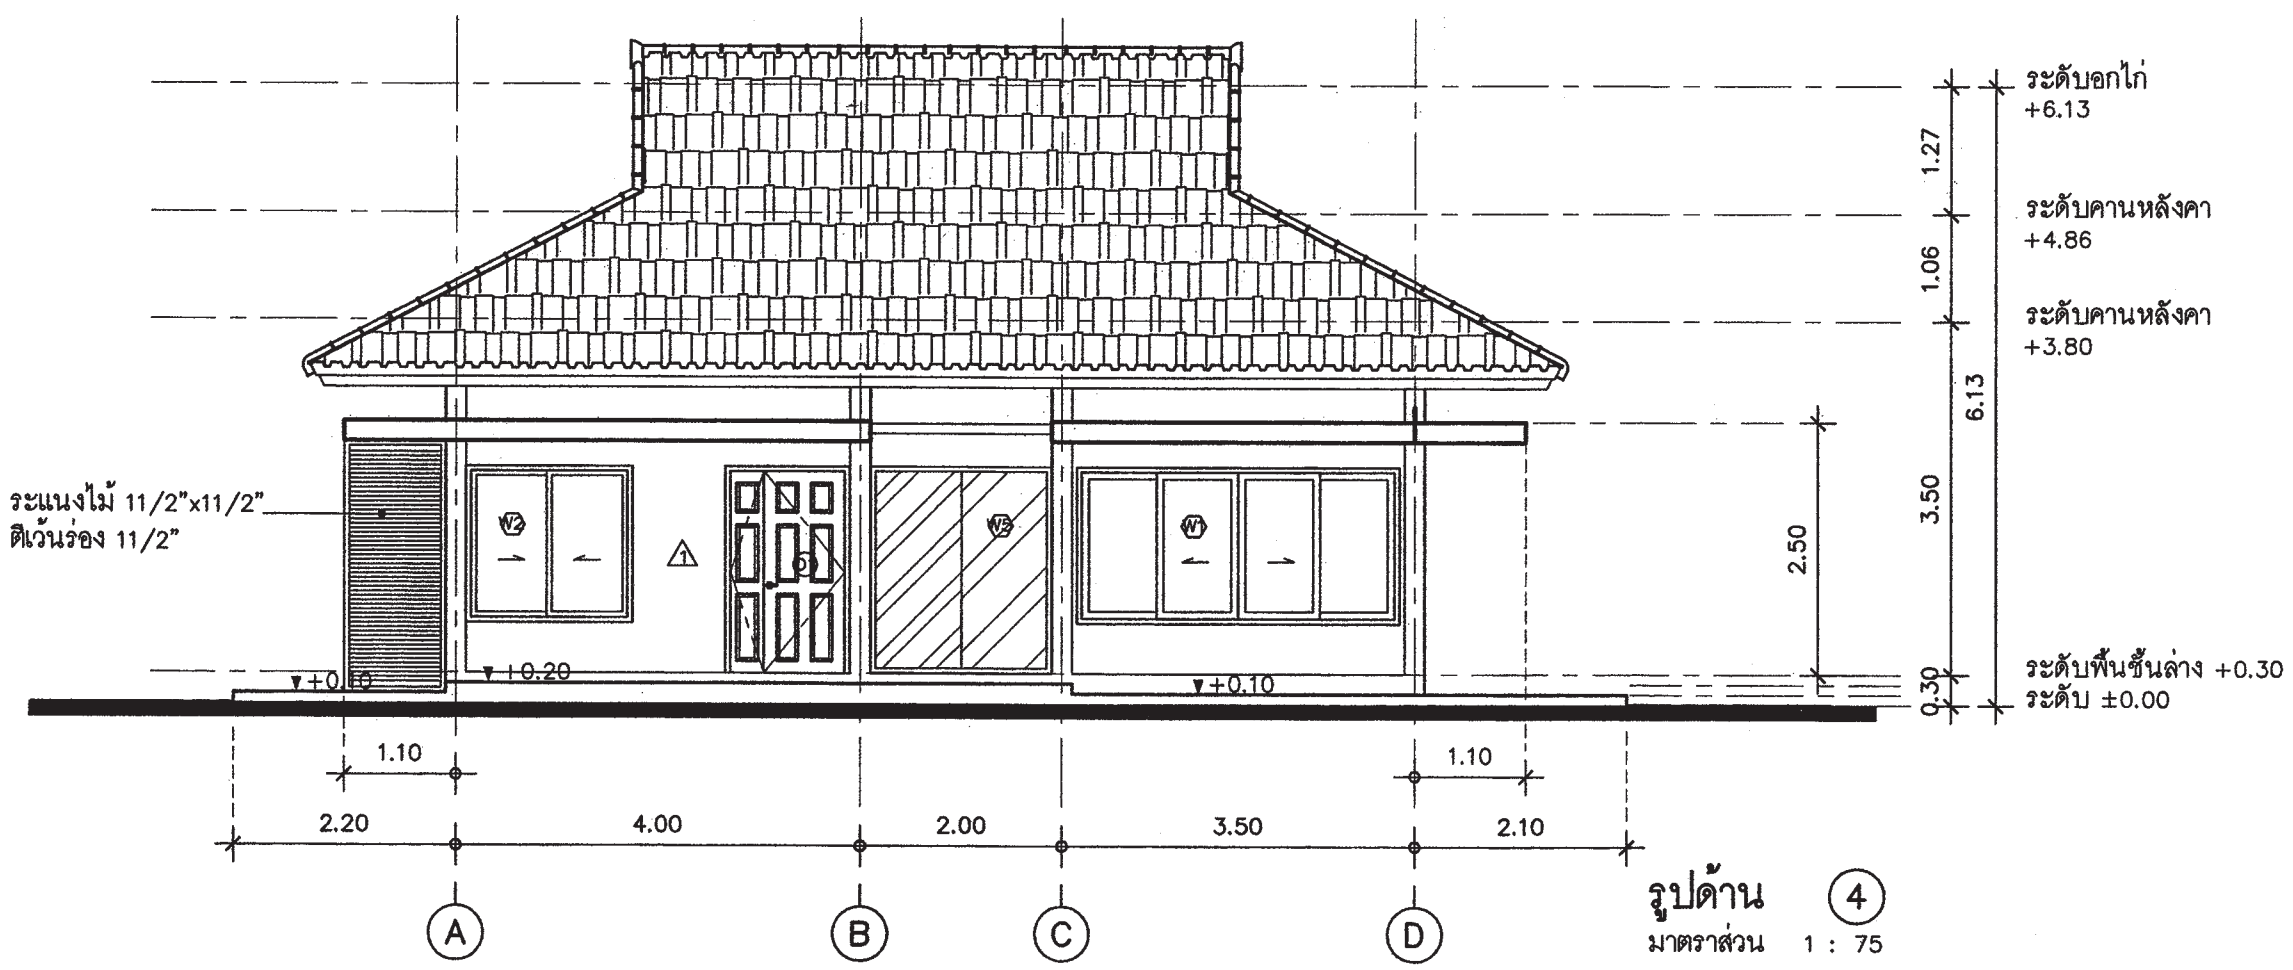 ระดับอกไก่
+6.13
1.27
ระดับคานหลังคา
+4.86
1.06
ระดับคานหลังคา
+3.80
6.13
3.50
2.50
ระแนงไม้ 11/2"x11/2"
ตีเว้นร่อง 11/2"
W2
1
W5
W1
+0.10
+0.20
+0.10
ระดับพื้นชั้นล่าง +0.30
0.30
ระดับ ±0.00
1.10
1.10
2.20
4.00
2.00
3.50
2.10
A
B
C
D
รูปด้าน 4
มาตราส่วน 1 : 75